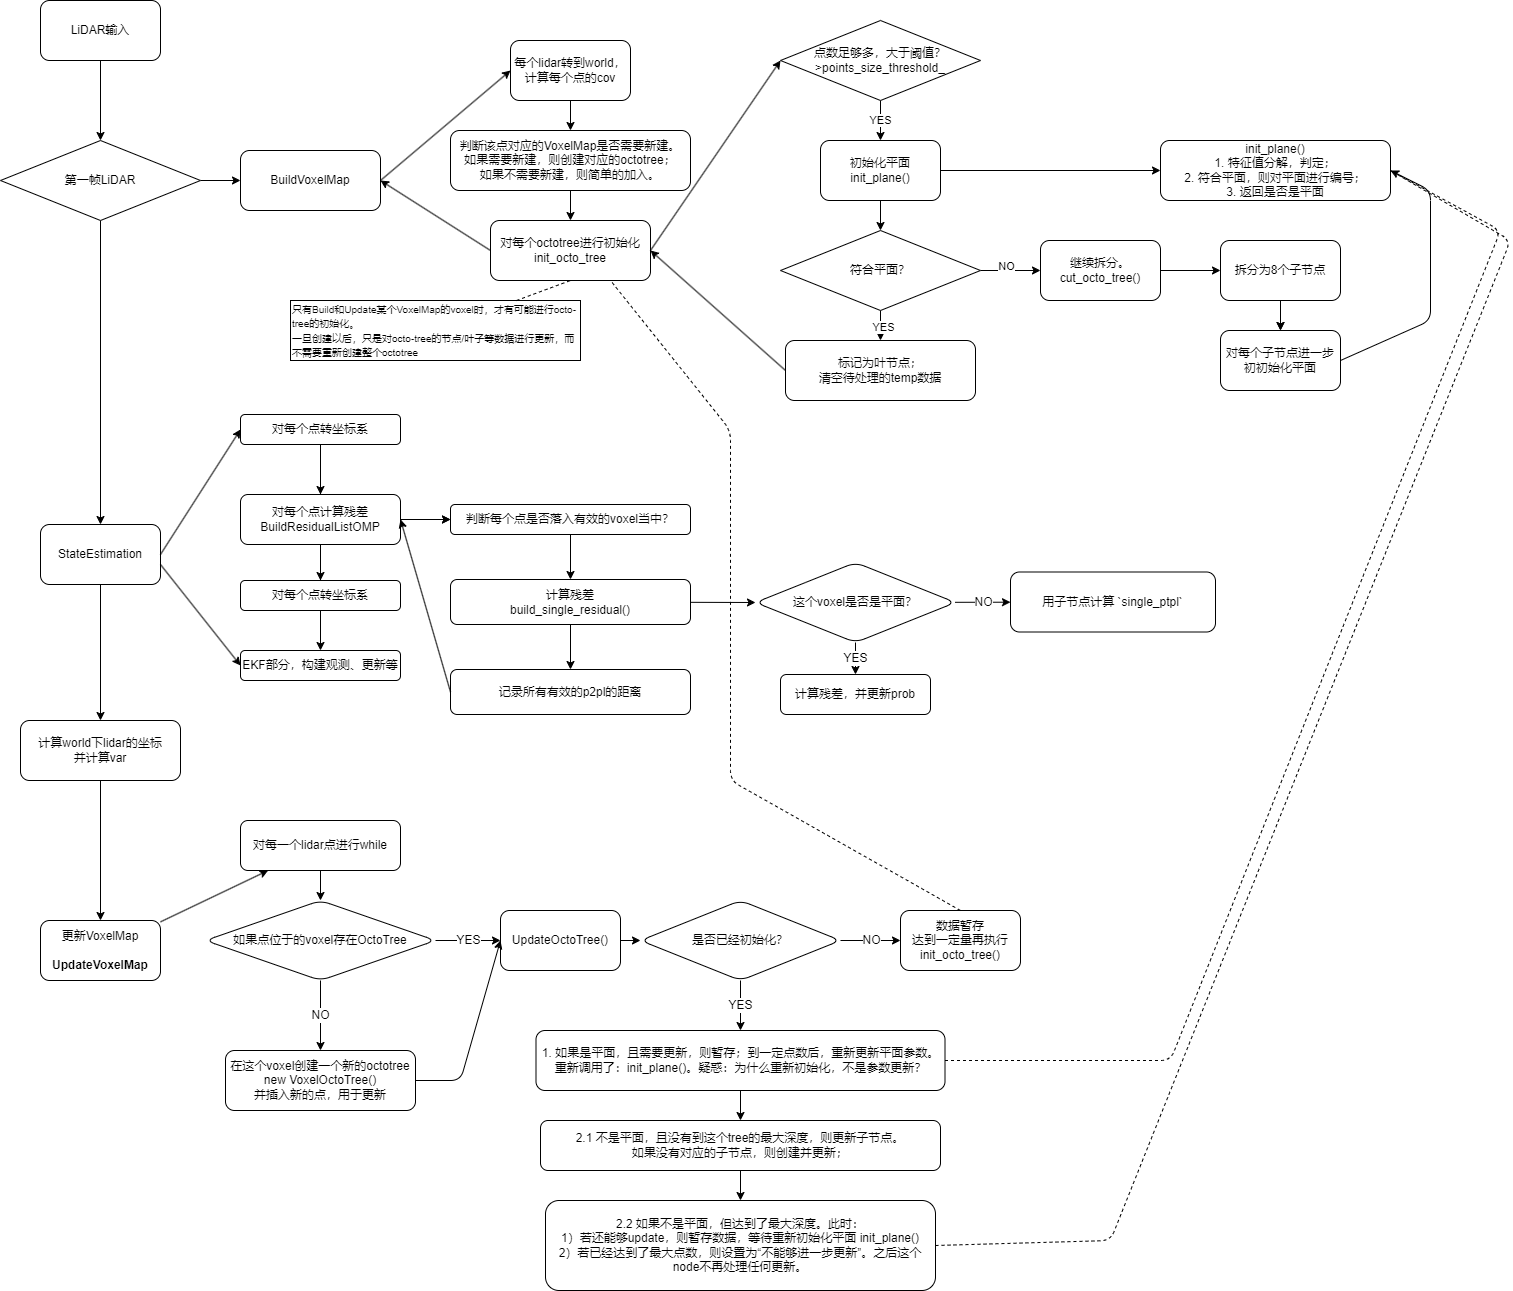 LiDAR输入
第一帧LiDAR
BuildVoxelMap
每个lidar转到world，
计算每个点的cov
判断该点对应的VoxelMap是否需要新建。
如果需要新建，则创建对应的octotree；
如果不需要新建，则简单的加入。
对每个octotree进行初始化
init_octo_tree
只有Build和Update某个VoxelMap的voxel时，才有可能进行octo-
tree的初始化。
一旦创建以后，只是对octo-tree的节点/叶子等数据进行更新，而
不需要重新创建整个octotree
点数足够多，大于阈值？
>points_size_threshold_
YES
初始化平面
init_plane()
init_plane()
1. 特征值分解，判定；
2. 符合平面，则对平面进行编号；
3. 返回是否是平面
符合平面？
NO
继续拆分。
cut_octo_tree()
拆分为8个子节点
对每个子节点进一步
初初始化平面
YES
标记为叶节点；
清空待处理的temp数据
StateEstimation
对每个点转坐标系
对每个点计算残差
BuildResidualListOMP
对每个点转坐标系
EKF部分，构建观测、更新等
判断每个点是否落入有效的voxel当中？
计算残差
build_single_residual()
记录所有有效的p2pl的距离
这个voxel是否是平面？
NO
用子节点计算 `single_ptpl`
YES
计算残差，并更新prob
计算world下lidar的坐标
并计算var
更新VoxelMap
UpdateVoxelMap
对每一个lidar点进行while
如果点位于的voxel存在OctoTree
YES
NO
在这个voxel创建一个新的octotree
new VoxelOctoTree()
并插入新的点，用于更新
UpdateOctoTree()
是否已经初始化？
NO
数据暂存
达到一定量再执行
init_octo_tree()
YES
1. 如果是平面，且需要更新，则暂存；到一定点数后，重新更新平面参数。
重新调用了：init_plane()。疑惑：为什么重新初始化，不是参数更新？
2.1 不是平面，且没有到这个tree的最大深度，则更新子节点。
如果没有对应的子节点，则创建并更新；
2.2 如果不是平面，但达到了最大深度。此时：
1）若还能够update，则暂存数据，等待重新初始化平面 init_plane()
2）若已经达到了最大点数，则设置为“不能够进一步更新”。之后这个
node不再处理任何更新。